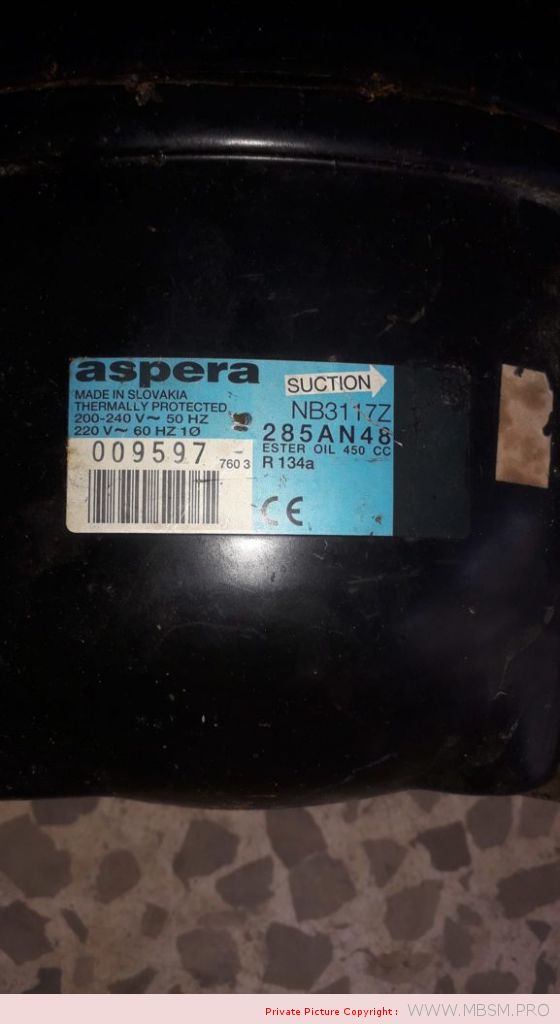 aspera
MADE IN SLOVAKIA
THERMALLY PROTECTED
200-240 V~ 50 HZ
220 V~ 60 HZ 1Ø
009597
760 3
SUCTION
NB3117Z
285AN48
ESTER OIL 450 CC
R 134a
CE
Private Picture Copyright : WWW.MBSM.PRO